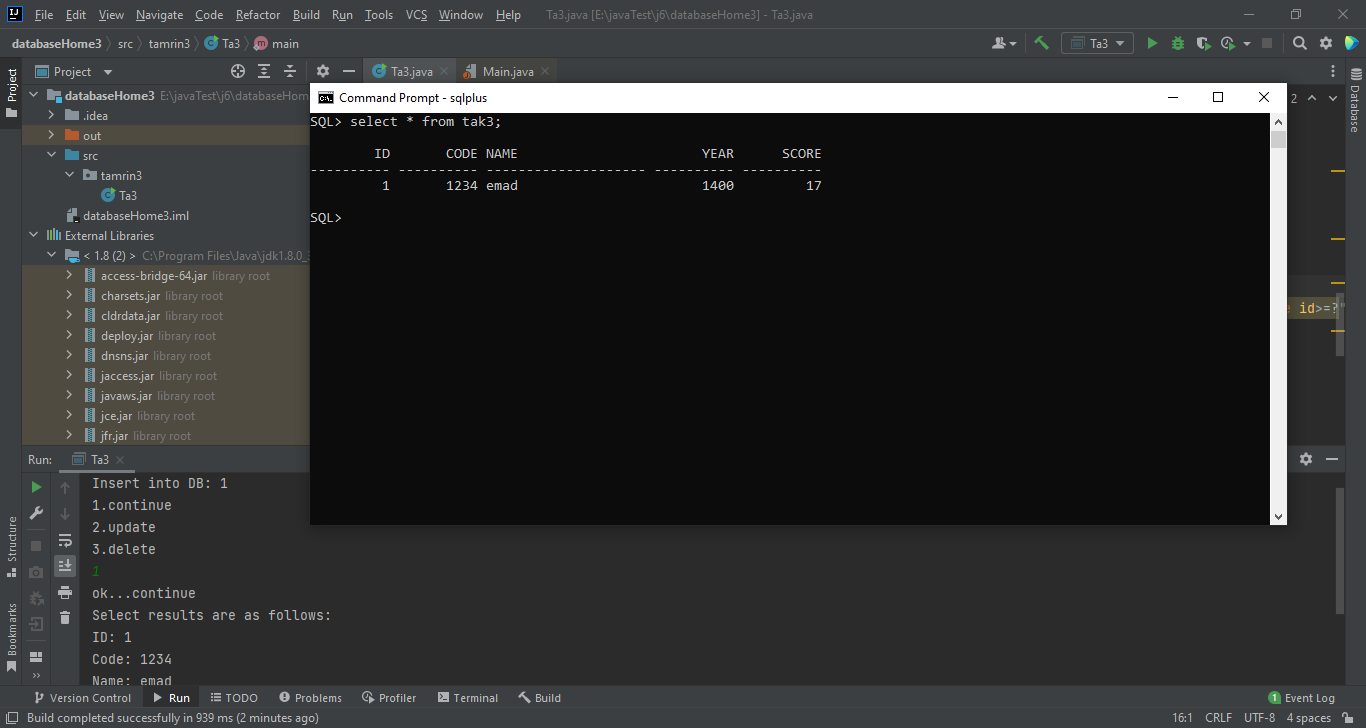 File Edit View Navigate Code Refactor Build Run Tools VCS Window Help Ta3.java [E:\javaTest\j6\databaseHome3] - Ta3.java
databaseHome3 src tamrin3 Ta3 main Ta3
Project Ta3.java Main.java
Project
Database
Structure
Bookmarks
databaseHome3 E:\javaTest\j6\databaseHom
.idea
out
src
tamrin3
Ta3
databaseHome3.iml
External Libraries
< 1.8 (2) > C:\Program Files\Java\jdk1.8.0_3
access-bridge-64.jar library root
charsets.jar library root
cldrdata.jar library root
deploy.jar library root
dnsns.jar library root
jaccess.jar library root
javaws.jar library root
jce.jar library root
jfr.jar library root
Command Prompt - sqlplus
SQL> select * from tak3;
ID CODE NAME YEAR SCORE
---------- ---------- -------------------- ---------- ----------
1 1234 emad 1400 17
SQL>
2
id>=?"
Run: Ta3
Insert into DB: 1
1.continue
2.update
3.delete
1
ok...continue
Select results are as follows:
ID: 1
Code: 1234
Name: emad
Version Control Run TODO Problems Profiler Terminal Build 1 Event Log
Build completed successfully in 939 ms (2 minutes ago) 16:1 CRLF UTF-8 4 spaces